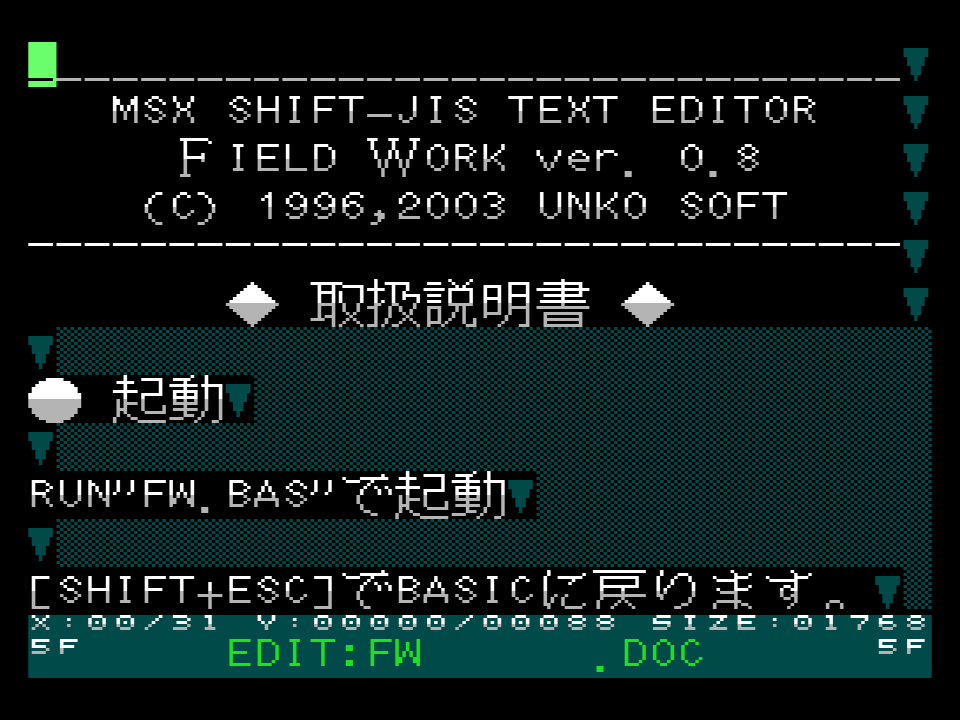 MSX SHIFT-JIS TEXT EDITOR
FIELD WORK ver. 0.8
(C) 1996,2003 UNKO SOFT
◆ 取扱説明書 ◆
● 起動
RUN"FW.BAS"で起動
[SHIFT+ESC]でBASICに戻ります。
X:00/31 Y:00000/00088 SIZE:01768
5F EDIT:FW .DOC 5F